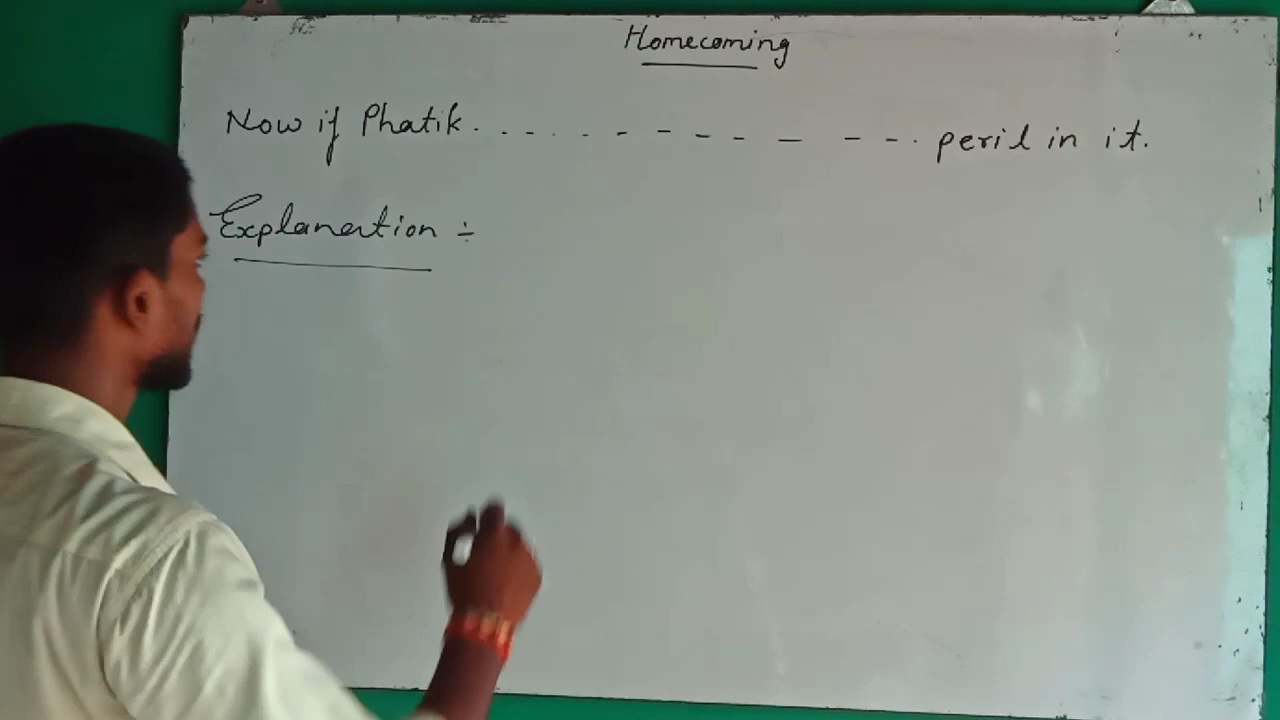 Homecoming
Now if Phatik. . . . . . - - - - - - - . peril in it.
Explanation :-